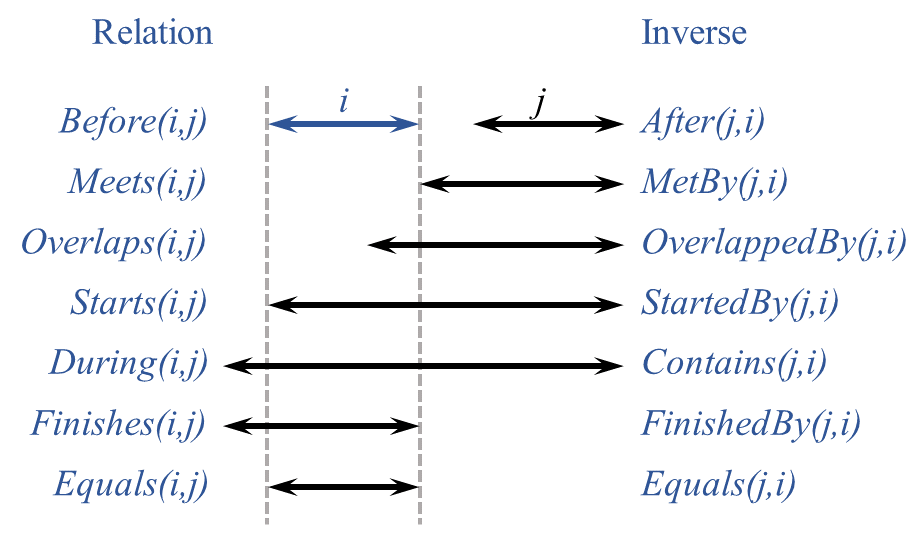 Relation Inverse
i j
Before(i,j) After(j,i)
Meets(i,j) MetBy(j,i)
Overlaps(i,j) OverlappedBy(j,i)
Starts(i,j) StartedBy(j,i)
During(i,j) Contains(j,i)
Finishes(i,j) FinishedBy(j,i)
Equals(i,j) Equals(j,i)